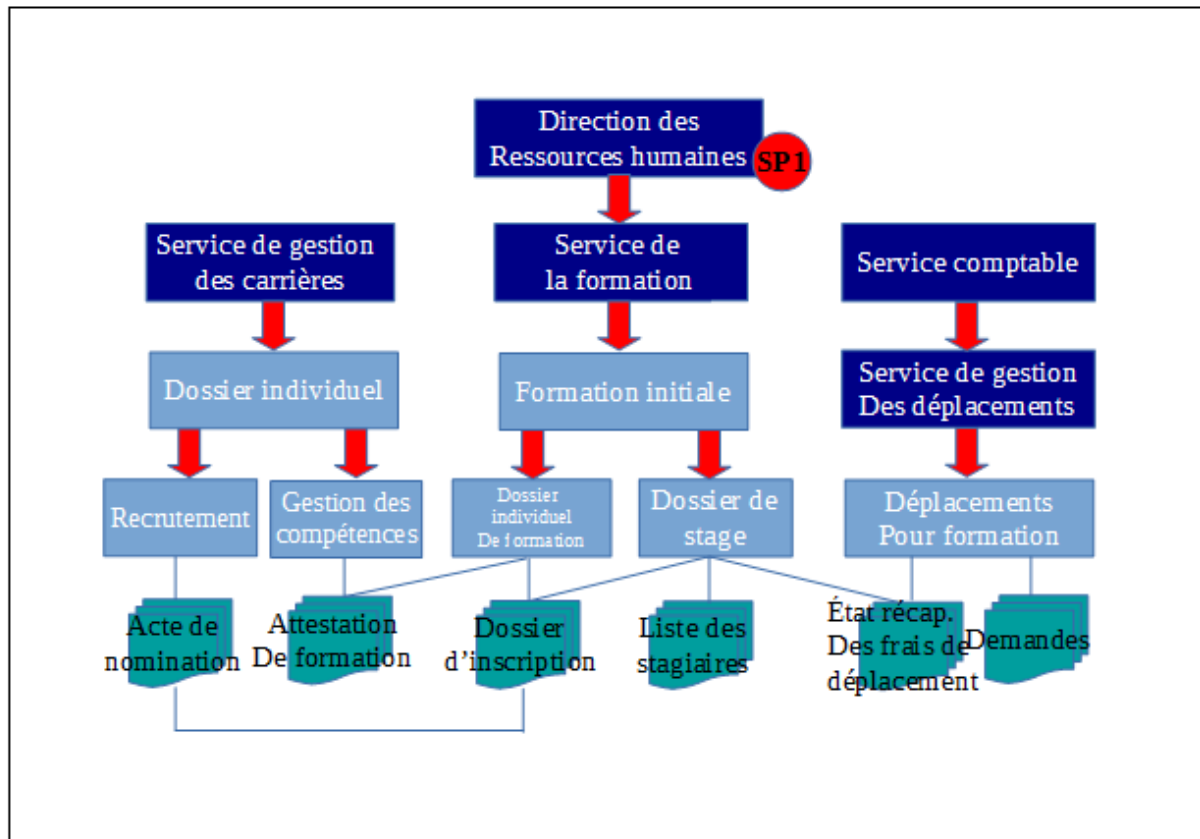 Direction des
Ressources humaines
SP1
Service de gestion
des carrières
Service de
la formation
Service comptable
Dossier individuel
Formation initiale
Service de gestion
Des déplacements
Recrutement
Gestion des
compétences
Dossier
individuel
De formation
Dossier de
stage
Déplacements
Pour formation
Acte de
nomination
Attestation
De formation
Dossier
d’inscription
Liste des
stagiaires
État récap.
Des frais de
déplacement
Demandes